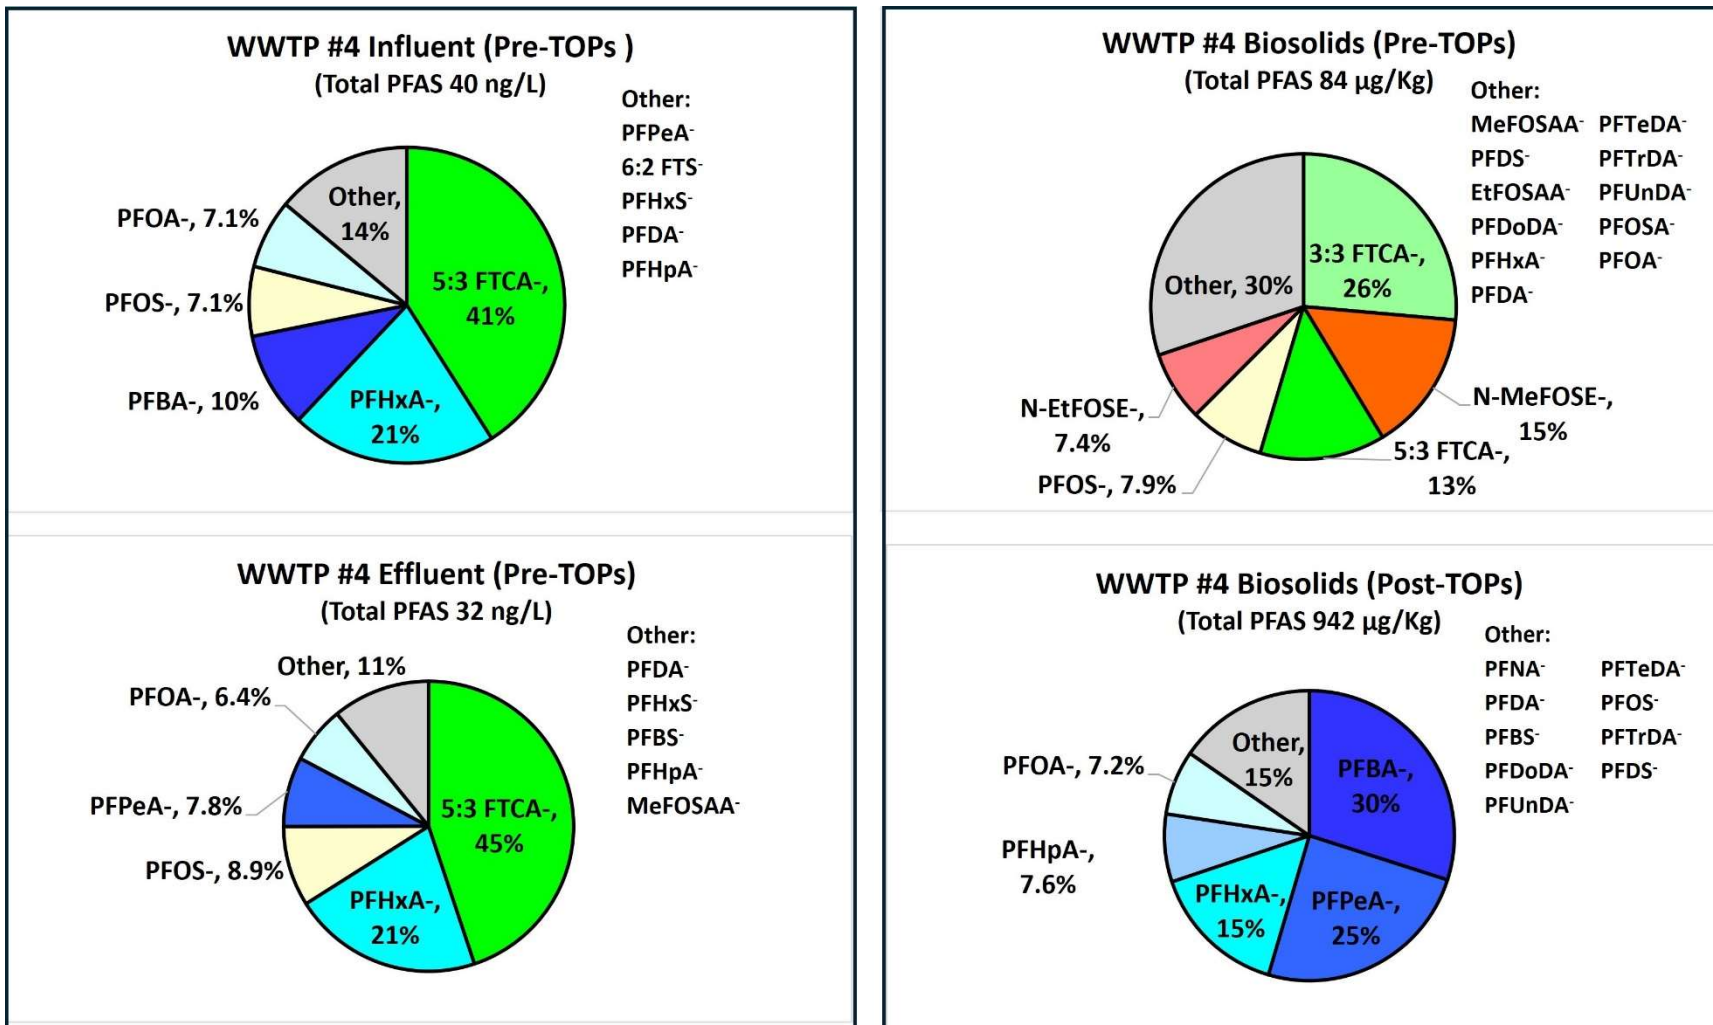 WWTP #4 Influent (Pre-TOPs )
(Total PFAS 40 ng/L)
Other:
PFPeA⁻
6:2 FTS⁻
PFHxS⁻
PFDA⁻
PFHpA⁻
Other,
14%
PFOA-, 7.1%
PFOS-, 7.1%
PFBA-, 10%
PFHxA-,
21%
5:3 FTCA-,
41%
WWTP #4 Effluent (Pre-TOPs)
(Total PFAS 32 ng/L)
Other:
PFDA⁻
PFHxS⁻
PFBS⁻
PFHpA⁻
MeFOSAA⁻
Other, 11%
PFOA-, 6.4%
PFPeA-, 7.8%
PFOS-, 8.9%
PFHxA-,
21%
5:3 FTCA-,
45%
WWTP #4 Biosolids (Pre-TOPs)
(Total PFAS 84 µg/Kg)
Other:
MeFOSAA⁻ PFTeDA⁻
PFDS⁻ PFTrDA⁻
EtFOSAA⁻ PFUnDA⁻
PFDoDA⁻ PFOSA⁻
PFHxA⁻ PFOA⁻
PFDA⁻
3:3 FTCA-,
26%
Other, 30%
N-EtFOSE-,
7.4%
PFOS-, 7.9%
5:3 FTCA-,
13%
N-MeFOSE-,
15%
WWTP #4 Biosolids (Post-TOPs)
(Total PFAS 942 µg/Kg)
Other:
PFNA⁻ PFTeDA⁻
PFDA⁻ PFOS⁻
PFBS⁻ PFTrDA⁻
PFDoDA⁻ PFDS⁻
PFUnDA⁻
Other,
15%
PFOA-, 7.2%
PFHpA-,
7.6%
PFHxA-,
15%
PFPeA-,
25%
PFBA-,
30%